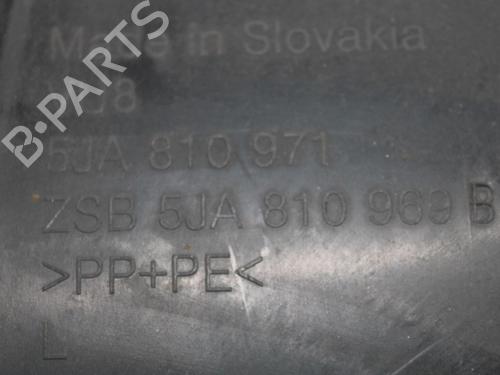 Made in Slovakia
B-PARTS
5JA 810 971
ZSB 5JA 810 969 B
>PP+PE<
L